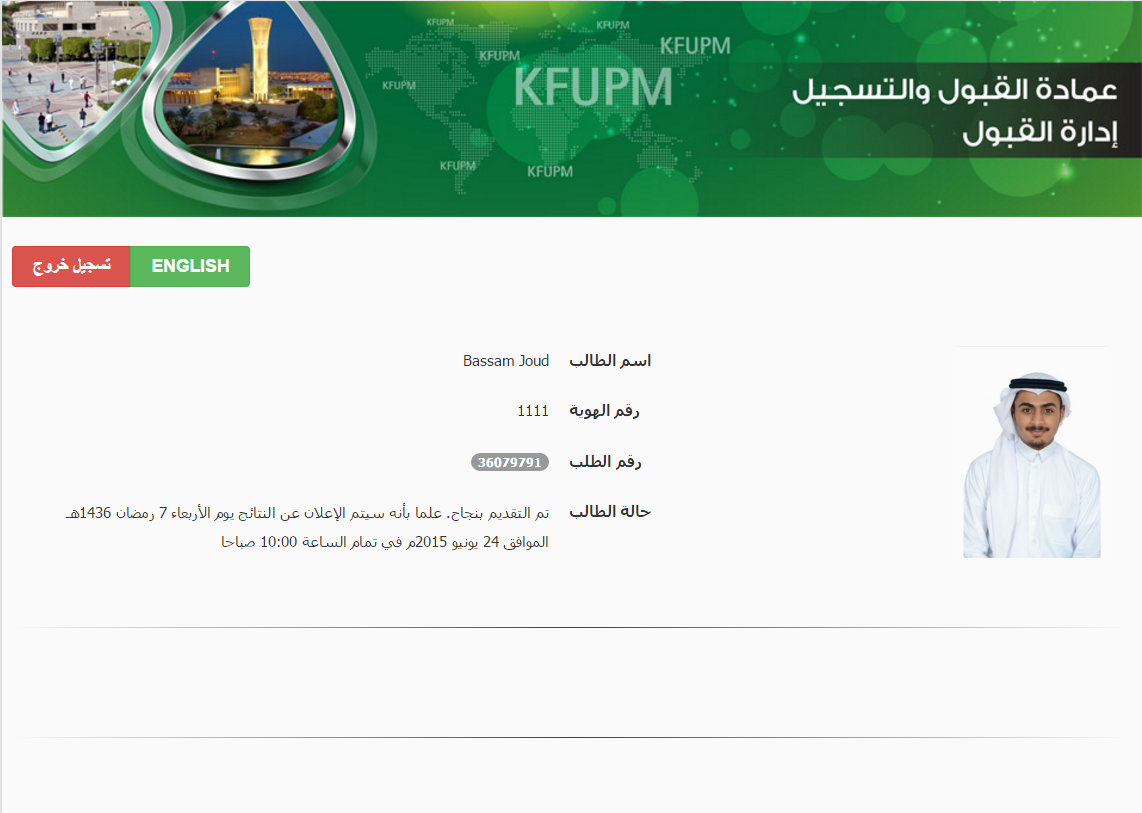 KFUPM
KFUPM
KFUPM
KFUPM
KFUPM
KFUPM
KFUPM
KFUPM
عمادة القبول والتسجيل
إدارة القبول
تسجيل خروج
ENGLISH
اسم الطالب Bassam Joud
رقم الهوية 1111
رقم الطلب 36079791
حالة الطالب تم التقديم بنجاح. علما بأنه سيتم الإعلان عن النتائج يوم الأربعاء 7 رمضان 1436هـ
الموافق 24 يونيو 2015م في تمام الساعة 10:00 صباحا